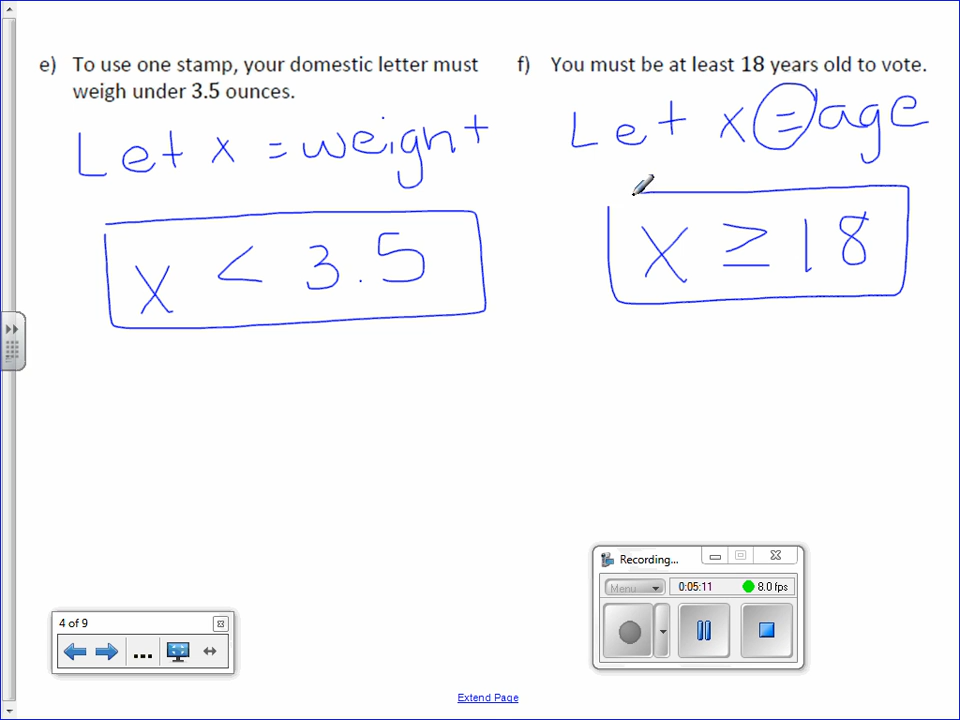 e) To use one stamp, your domestic letter must
weigh under 3.5 ounces.
Let x = weight
x < 3.5
f) You must be at least 18 years old to vote.
Let x = age
x ≥ 18
Recording...
Menu
0:05:11
8.0 fps
4 of 9
...
Extend Page